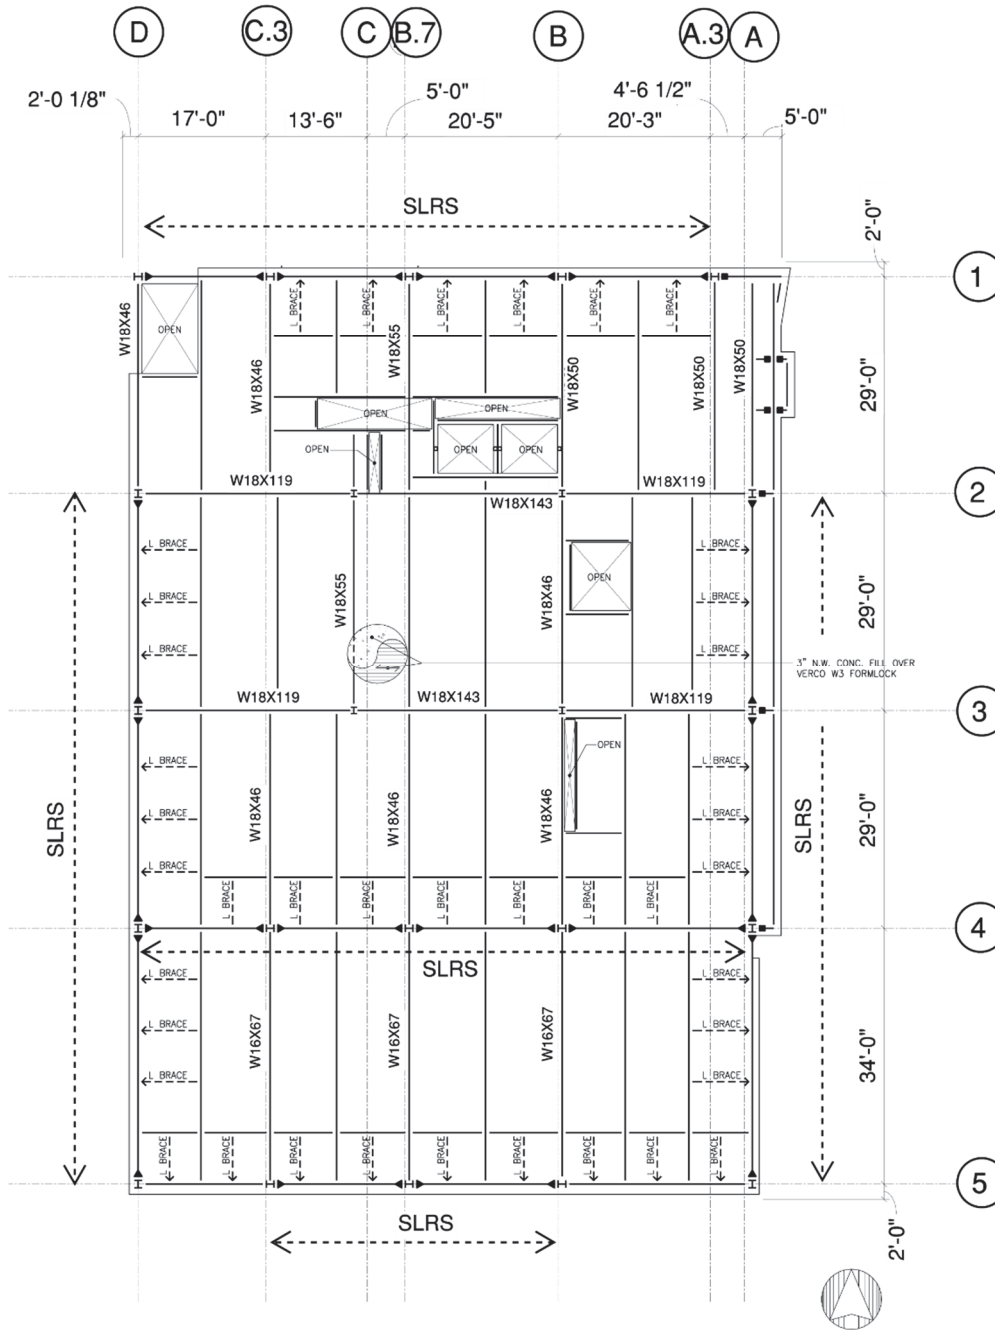 D
C.3
C
B.7
B
A.3
A
2'-0 1/8"
17'-0"
13'-6"
5'-0"
20'-5"
4'-6 1/2"
20'-3"
5'-0"
SLRS
2'-0"
1
W18X46
OPEN
L BRACE
L BRACE
L BRACE
L BRACE
L BRACE
L BRACE
W18X46
W18X55
W18X50
W18X50
W18X50
29'-0"
OPEN
OPEN
OPEN
OPEN
OPEN
W18X119
W18X143
W18X119
2
L BRACE
L BRACE
L BRACE
W18X55
W18X46
OPEN
L BRACE
L BRACE
L BRACE
29'-0"
3" N.W. CONC. FILL OVER
VERCO W3 FORMLOCK
W18X119
W18X143
W18X119
3
SLRS
L BRACE
L BRACE
L BRACE
W18X46
W18X46
W18X46
OPEN
L BRACE
L BRACE
L BRACE
SLRS
29'-0"
L BRACE
L BRACE
L BRACE
L BRACE
L BRACE
L BRACE
L BRACE
4
SLRS
L BRACE
L BRACE
L BRACE
W16X67
W16X67
W16X67
L BRACE
L BRACE
L BRACE
34'-0"
L BRACE
L BRACE
L BRACE
L BRACE
L BRACE
L BRACE
L BRACE
L BRACE
L BRACE
5
SLRS
2'-0"